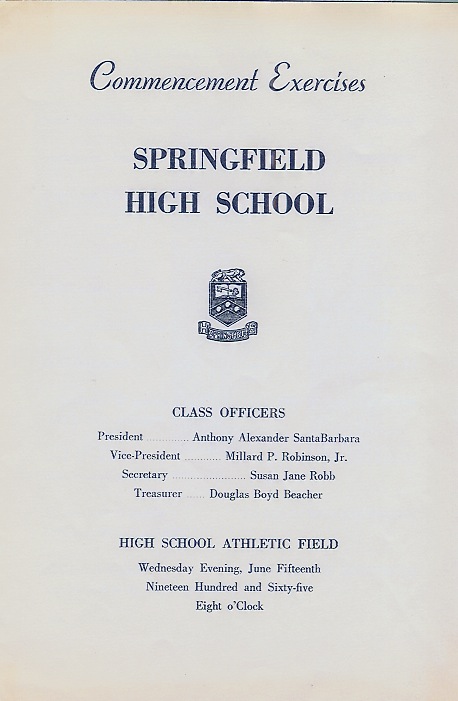 Commencement Exercises
SPRINGFIELD
HIGH SCHOOL
CLASS OFFICERS
President ............. Anthony Alexander SantaBarbara
Vice-President ............ Millard P. Robinson, Jr.
Secretary ........................ Susan Jane Robb
Treasurer ...... Douglas Boyd Beacher
HIGH SCHOOL ATHLETIC FIELD
Wednesday Evening, June Fifteenth
Nineteen Hundred and Sixty-five
Eight o'Clock